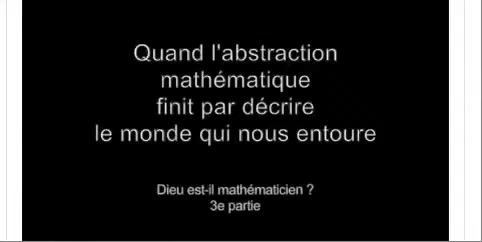 Quand l'abstraction
mathématique
finit par décrire
le monde qui nous entoure
Dieu est-il mathématicien ?
3e partie